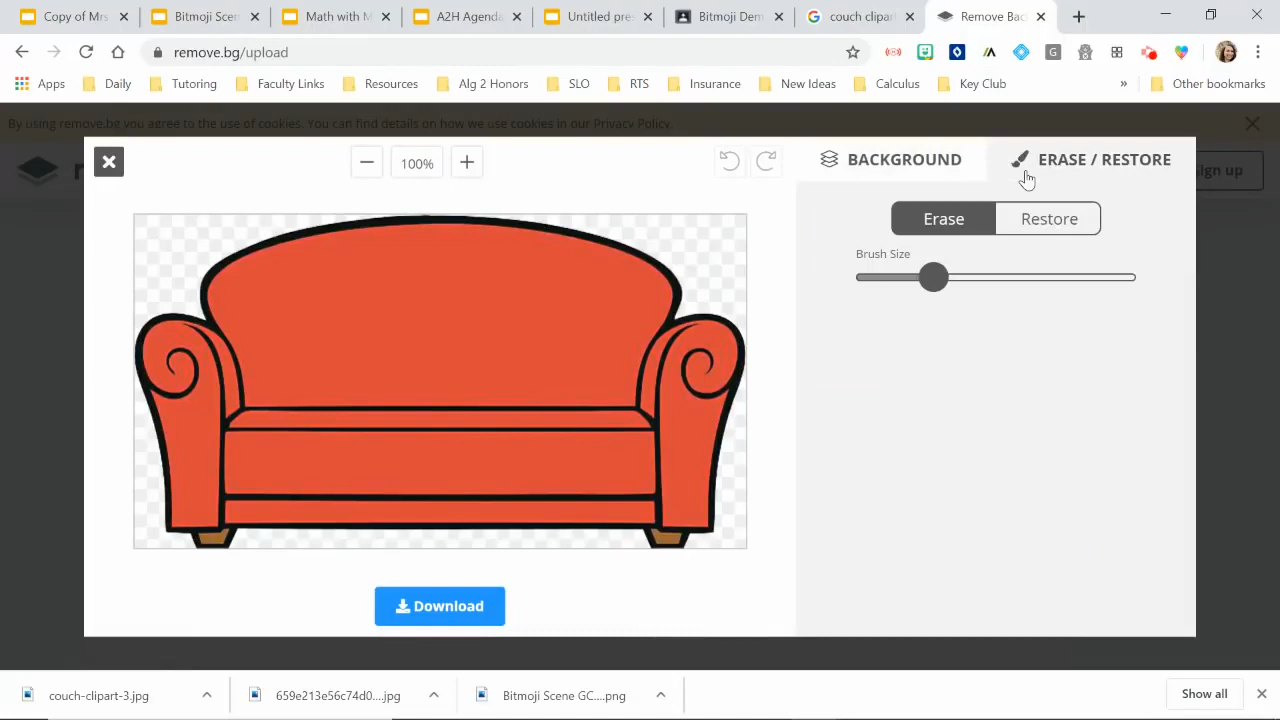 Copy of Mrs
Bitmoji Scen
Math with M
A2H Agenda
Untitled pres
Bitmoji Dem
couch clipart
Remove Bac
remove.bg/upload
Apps
Daily
Tutoring
Faculty Links
Resources
Alg 2 Honors
SLO
RTS
Insurance
New Ideas
Calculus
Key Club
»
Other bookmarks
By using remove.bg you agree to the use of cookies. You can find details on how we use cookies in our Privacy Policy.
Sign up
100%
BACKGROUND
ERASE / RESTORE
Erase
Restore
Brush Size
Download
couch-clipart-3.jpg
659e213e56c74d0....jpg
Bitmoji Scene GC....png
Show all